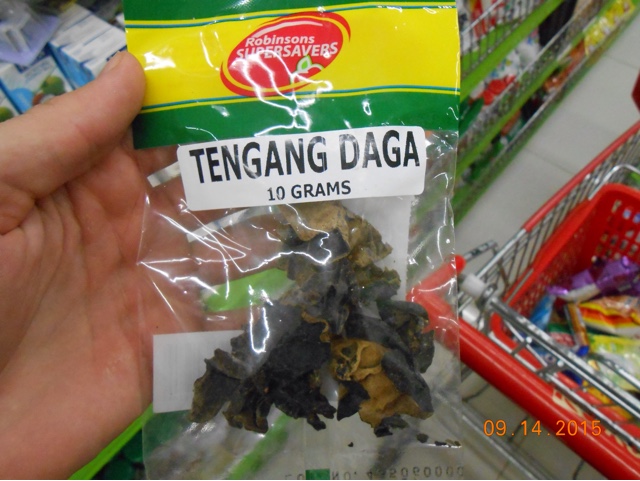 Robinsons
SUPERSAVERS
TENGANG DAGA
10 GRAMS
09.14.2015